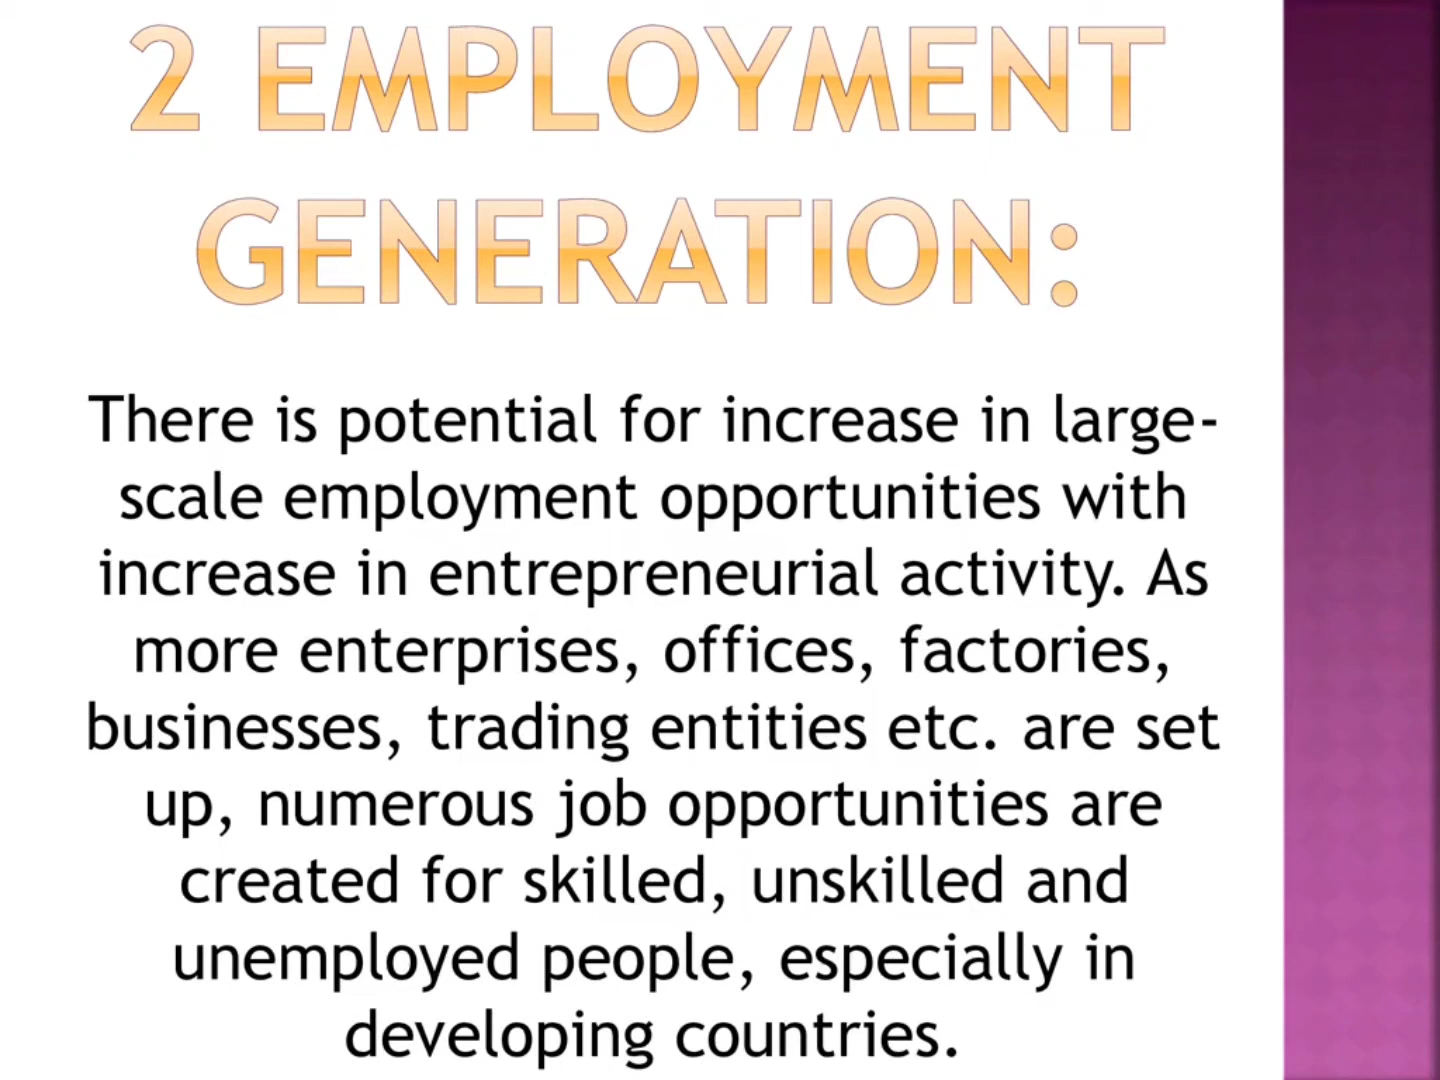 2 EMPLOYMENT
GENERATION:
There is potential for increase in large-
scale employment opportunities with
increase in entrepreneurial activity. As
more enterprises, offices, factories,
businesses, trading entities etc. are set
up, numerous job opportunities are
created for skilled, unskilled and
unemployed people, especially in
developing countries.